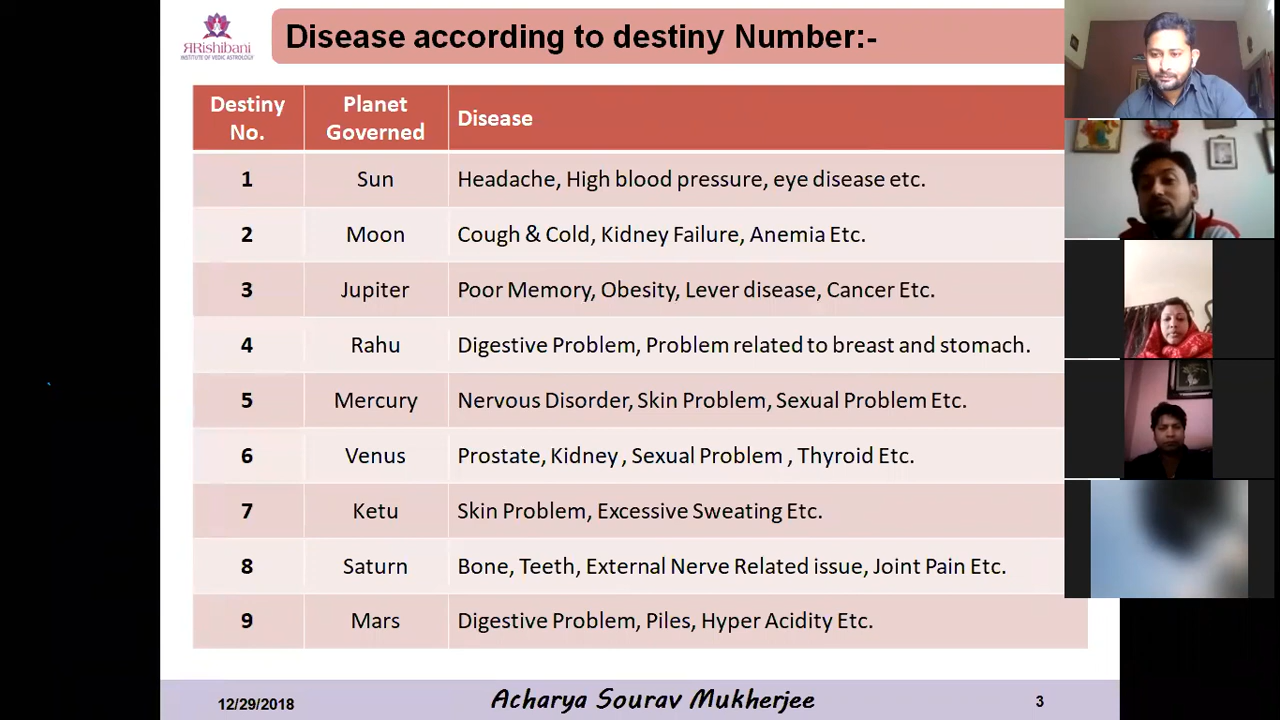 ЯRishibani
INSTITUTE OF VEDIC ASTROLOGY
Disease according to destiny Number:-
Destiny No. Planet Governed Disease
1 Sun Headache, High blood pressure, eye disease etc.
2 Moon Cough & Cold, Kidney Failure, Anemia Etc.
3 Jupiter Poor Memory, Obesity, Lever disease, Cancer Etc.
4 Rahu Digestive Problem, Problem related to breast and stomach.
5 Mercury Nervous Disorder, Skin Problem, Sexual Problem Etc.
6 Venus Prostate, Kidney , Sexual Problem , Thyroid Etc.
7 Ketu Skin Problem, Excessive Sweating Etc.
8 Saturn Bone, Teeth, External Nerve Related issue, Joint Pain Etc.
9 Mars Digestive Problem, Piles, Hyper Acidity Etc.
12/29/2018 Acharya Sourav Mukherjee 3